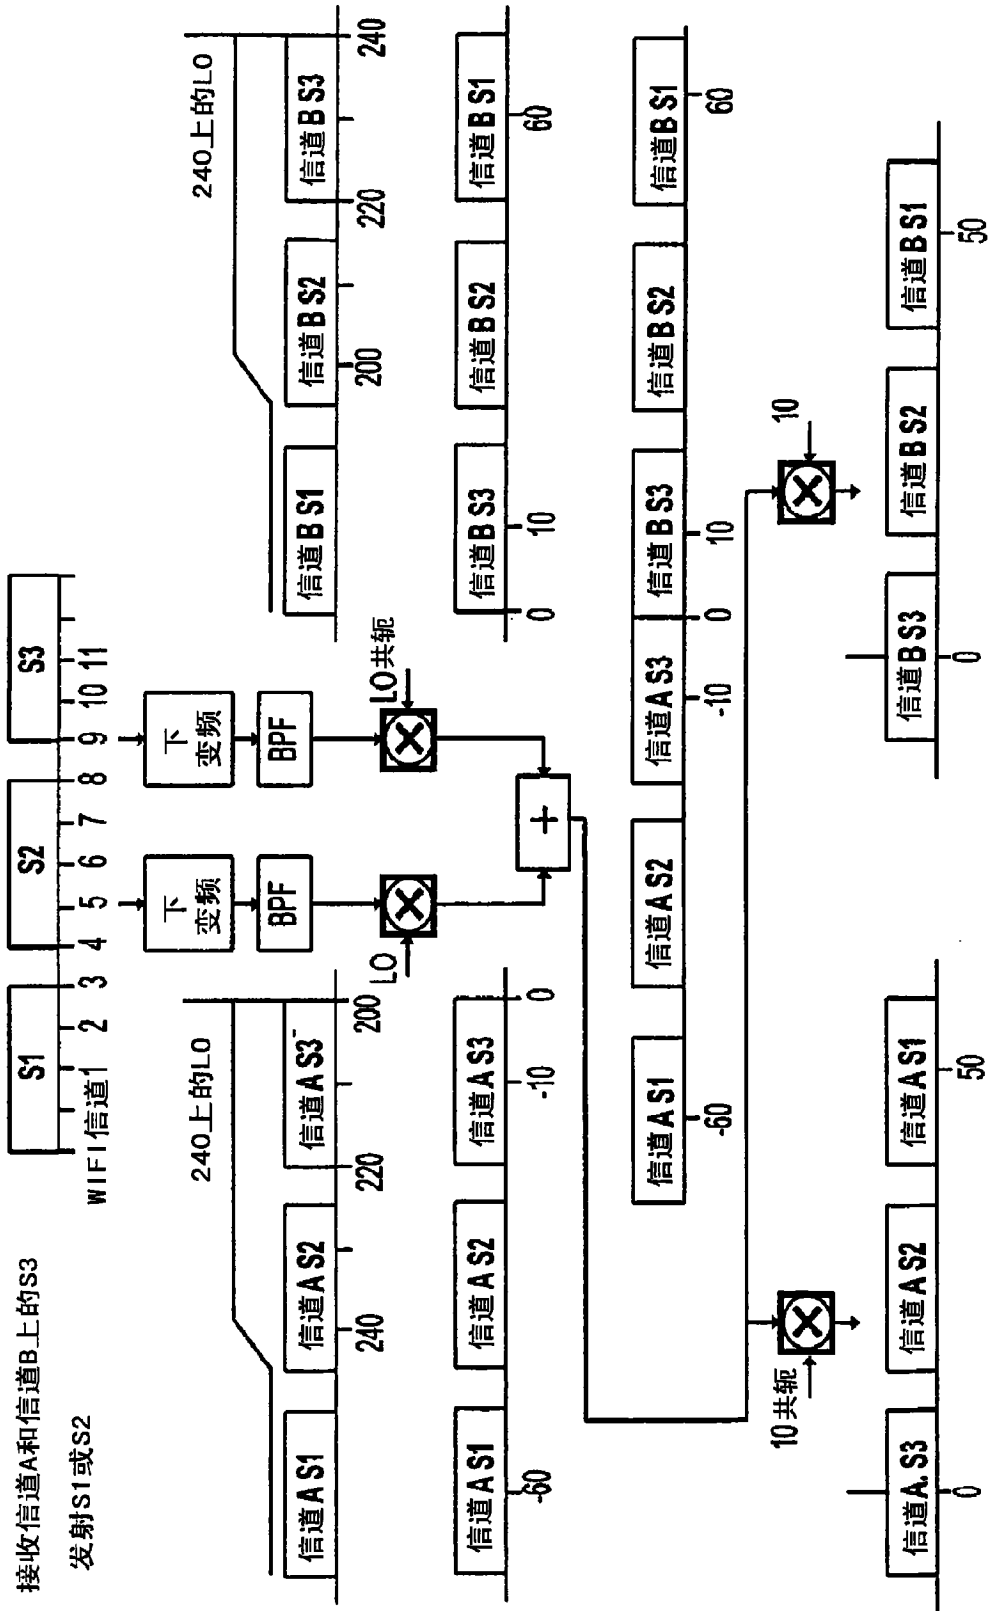 接收信道A和信道B上的S3
发射S1或S2
S1
S2
S3
WIFI信道1 2 3 4 5 6 7 8 9 10 11
下变频
下变频
BPF
BPF
240上的LO
240上的LO
信道A S1
信道A S2
信道A S3
240
220
200
信道B S1
信道B S2
信道B S3
200
220
240
LO
LO共轭
信道A S1
信道A S2
信道A S3
-60
-10
0
信道B S3
信道B S2
信道B S1
0
10
60
+
信道A S1
信道A S2
信道A S3
信道B S3
信道B S2
信道B S1
-60
-10
0
10
60
10共轭
10
信道A.S3
信道A S2
信道A S1
0
50
信道B S3
信道B S2
信道B S1
0
50